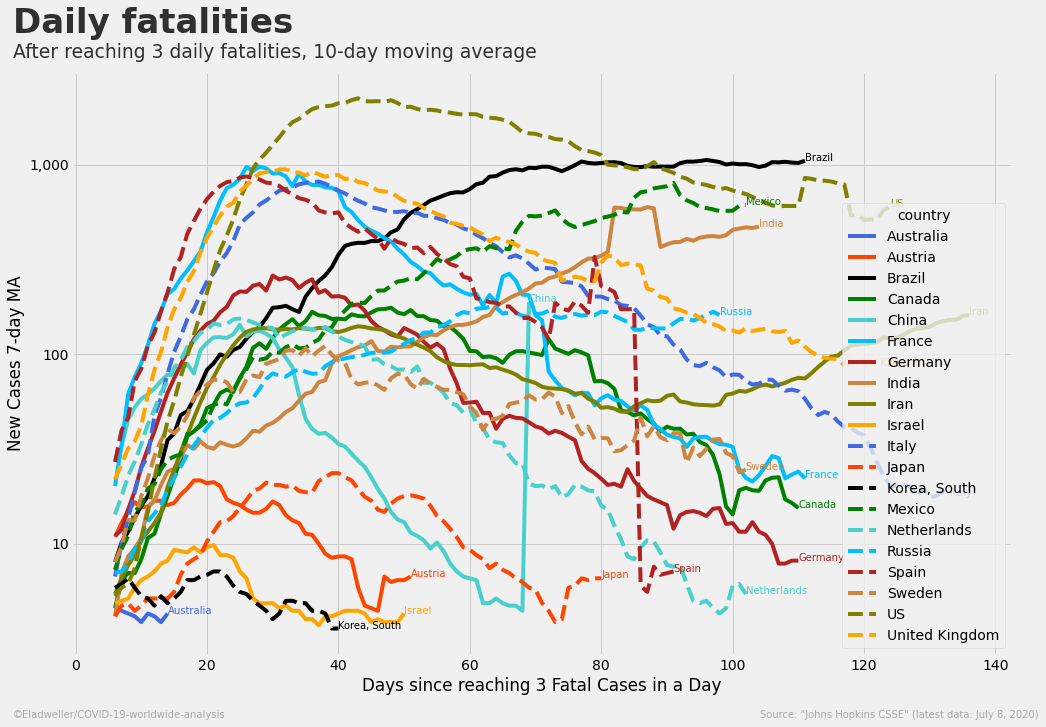 Daily fatalities
After reaching 3 daily fatalities, 10-day moving average
New Cases 7-day MA
1,000
100
10
Brazil
Mexico
US
India
China
Russia
Iran
Sweden
France
Canada
Germany
Spain
Japan
Netherlands
Austria
Israel
Australia
Korea, South
country
Australia
Austria
Brazil
Canada
China
France
Germany
India
Iran
Israel
Italy
Japan
Korea, South
Mexico
Netherlands
Russia
Spain
Sweden
US
United Kingdom
0 20 40 60 80 100 120 140
Days since reaching 3 Fatal Cases in a Day
©Eladweller/COVID-19-worldwide-analysis
Source: "Johns Hopkins CSSE" (latest data: July 8, 2020)